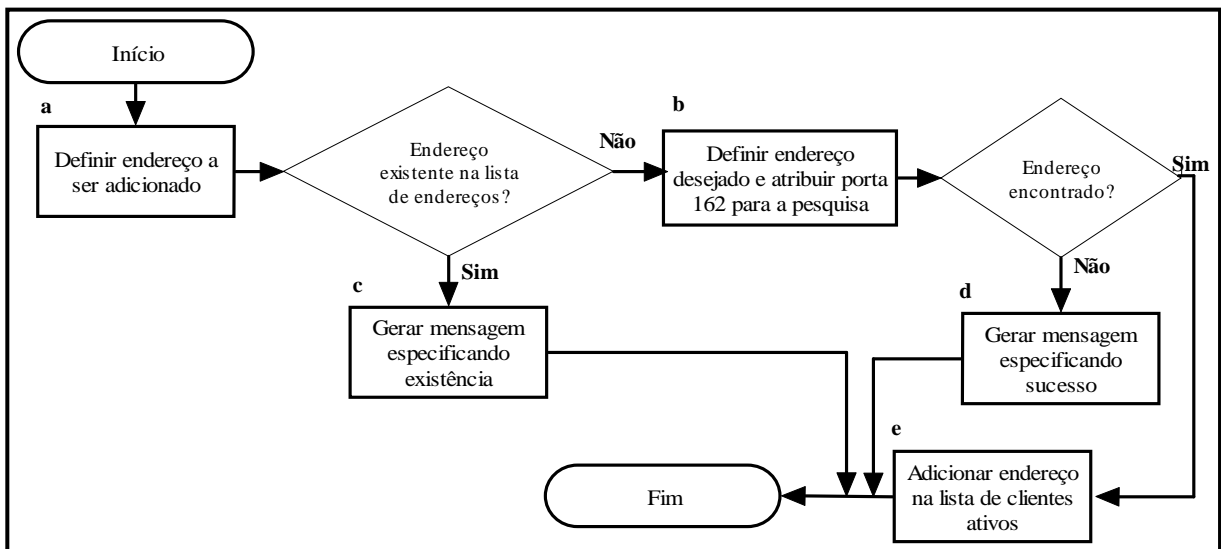 Início
a
Definir endereço a
ser adicionado
Endereço
existente na lista
de endereços?
Não
b
Definir endereço
desejado e atribuir porta
162 para a pesquisa
Endereço
encontrado?
Sim
Sim
c
Gerar mensagem
especificando
existência
Não
d
Gerar mensagem
especificando
sucesso
e
Adicionar endereço
na lista de clientes
ativos
Fim